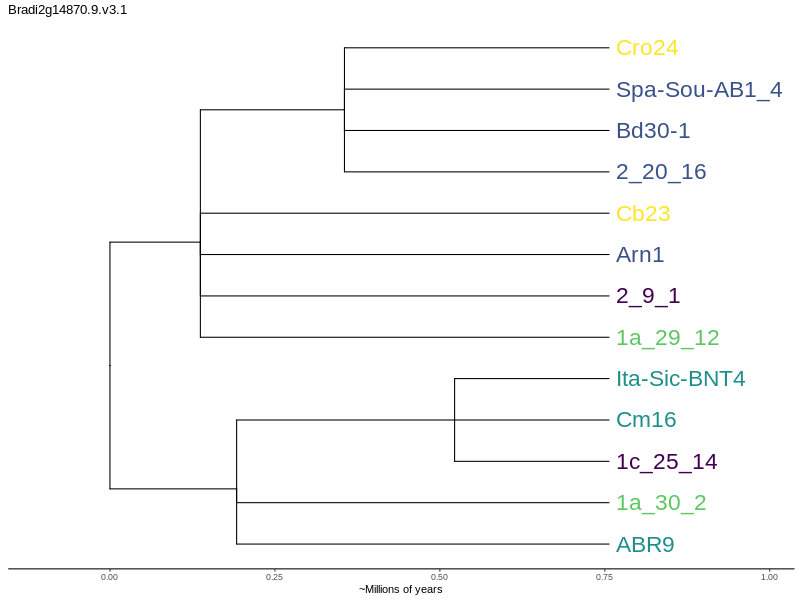 Bradi2g14870.9.v3.1
Cro24
Spa-Sou-AB1_4
Bd30-1
2_20_16
Cb23
Arn1
2_9_1
1a_29_12
Ita-Sic-BNT4
Cm16
1c_25_14
1a_30_2
ABR9
0.00 0.25 0.50 0.75 1.00
~Millions of years